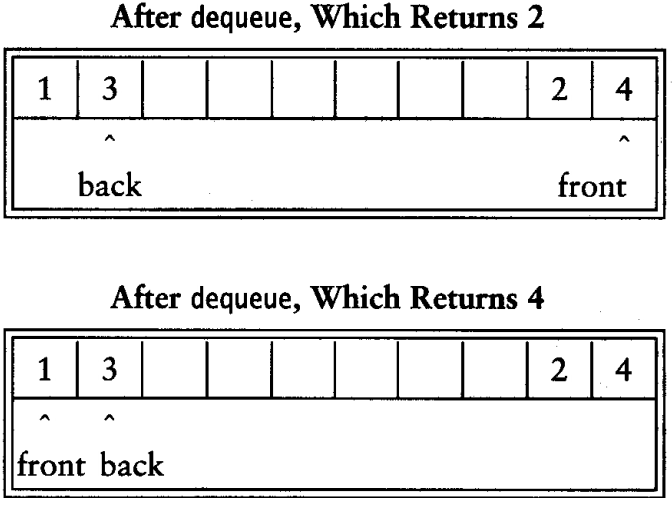 After dequeue, Which Returns 2
1 3 2 4
^ ^
back front
After dequeue, Which Returns 4
1 3 2 4
^ ^
front back